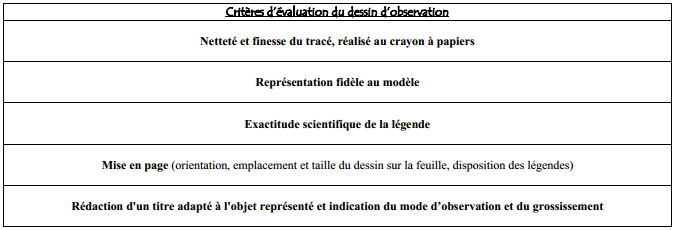 Critères d’évaluation du dessin d’observation
Netteté et finesse du tracé, réalisé au crayon à papiers
Représentation fidèle au modèle
Exactitude scientifique de la légende
Mise en page (orientation, emplacement et taille du dessin sur la feuille, disposition des légendes)
Rédaction d'un titre adapté à l'objet représenté et indication du mode d’observation et du grossissement